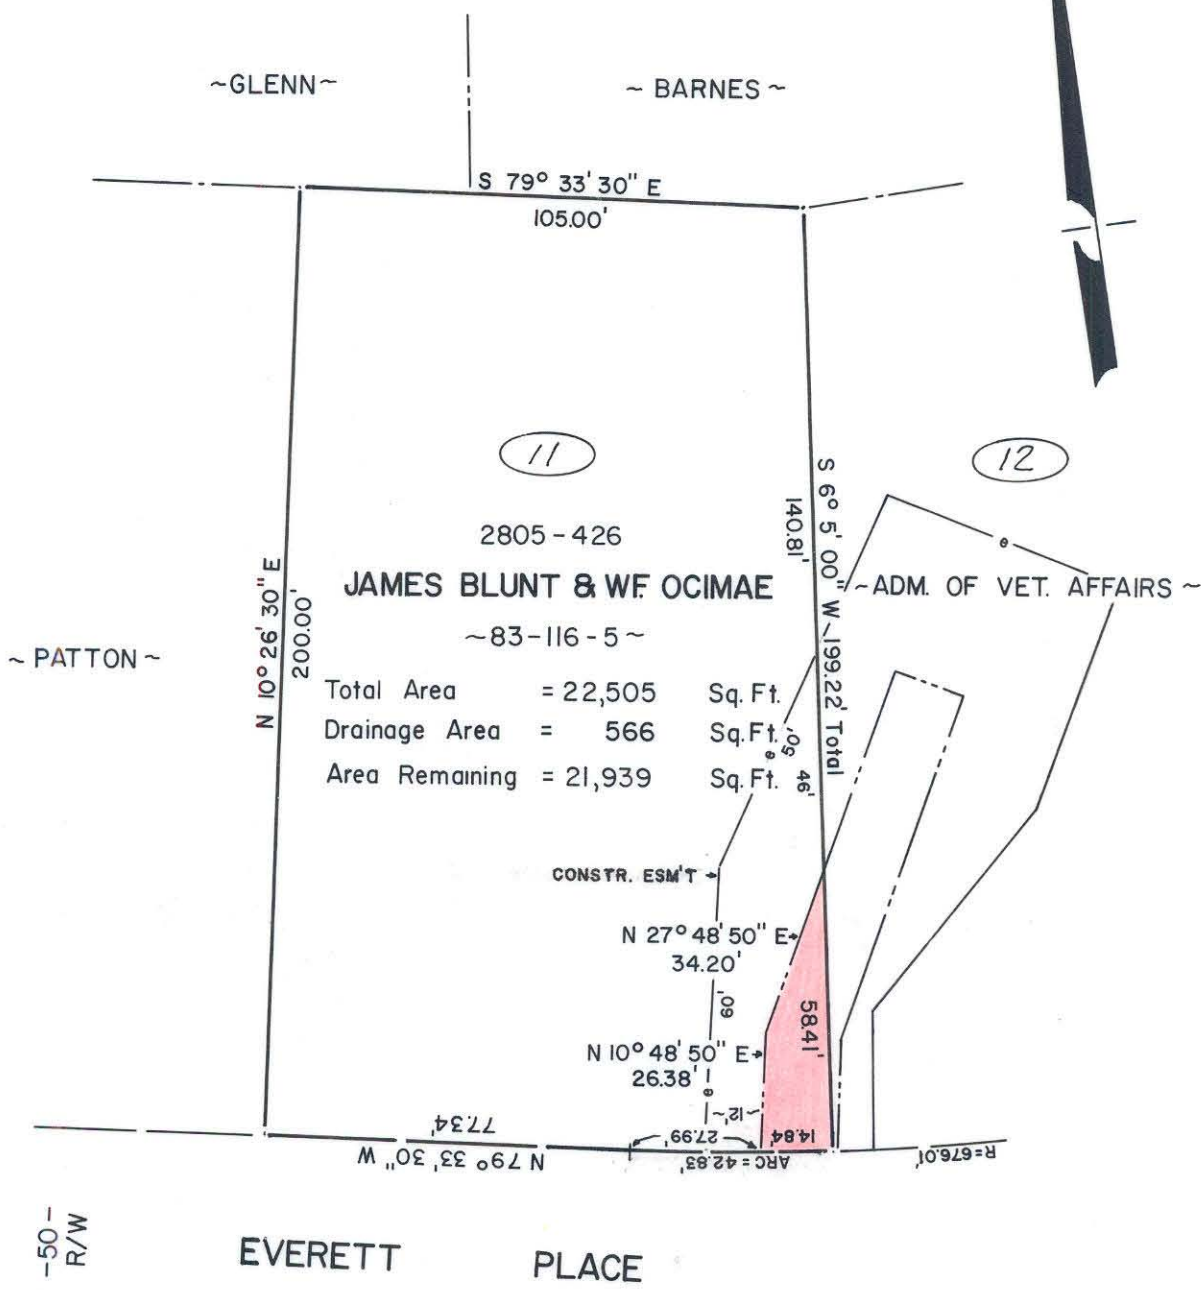 ~GLENN~
~ BARNES ~
S 79° 33' 30" E
105.00'
11
12
S 6° 5' 00" W ~ 199.22' Total
140.81'
2805-426
JAMES BLUNT & WF. OCIMAE
~ADM. OF VET. AFFAIRS~
~83-116-5~
N 10° 26' 30" E
200.00'
~ PATTON ~
Total Area = 22,505 Sq. Ft.
Drainage Area = 566 Sq. Ft.
Area Remaining = 21,939 Sq. Ft.
e
50'
46'
e
CONSTR. ESM'T
N 27° 48' 50" E
34.20'
60'
58.41'
N 10° 48' 50" E
26.38'
e
~12'~
77.34'
27.99'
14.84'
N 79° 33' 30" W
ARC = 42.83'
R=676.01'
-50-
R/W
EVERETT PLACE